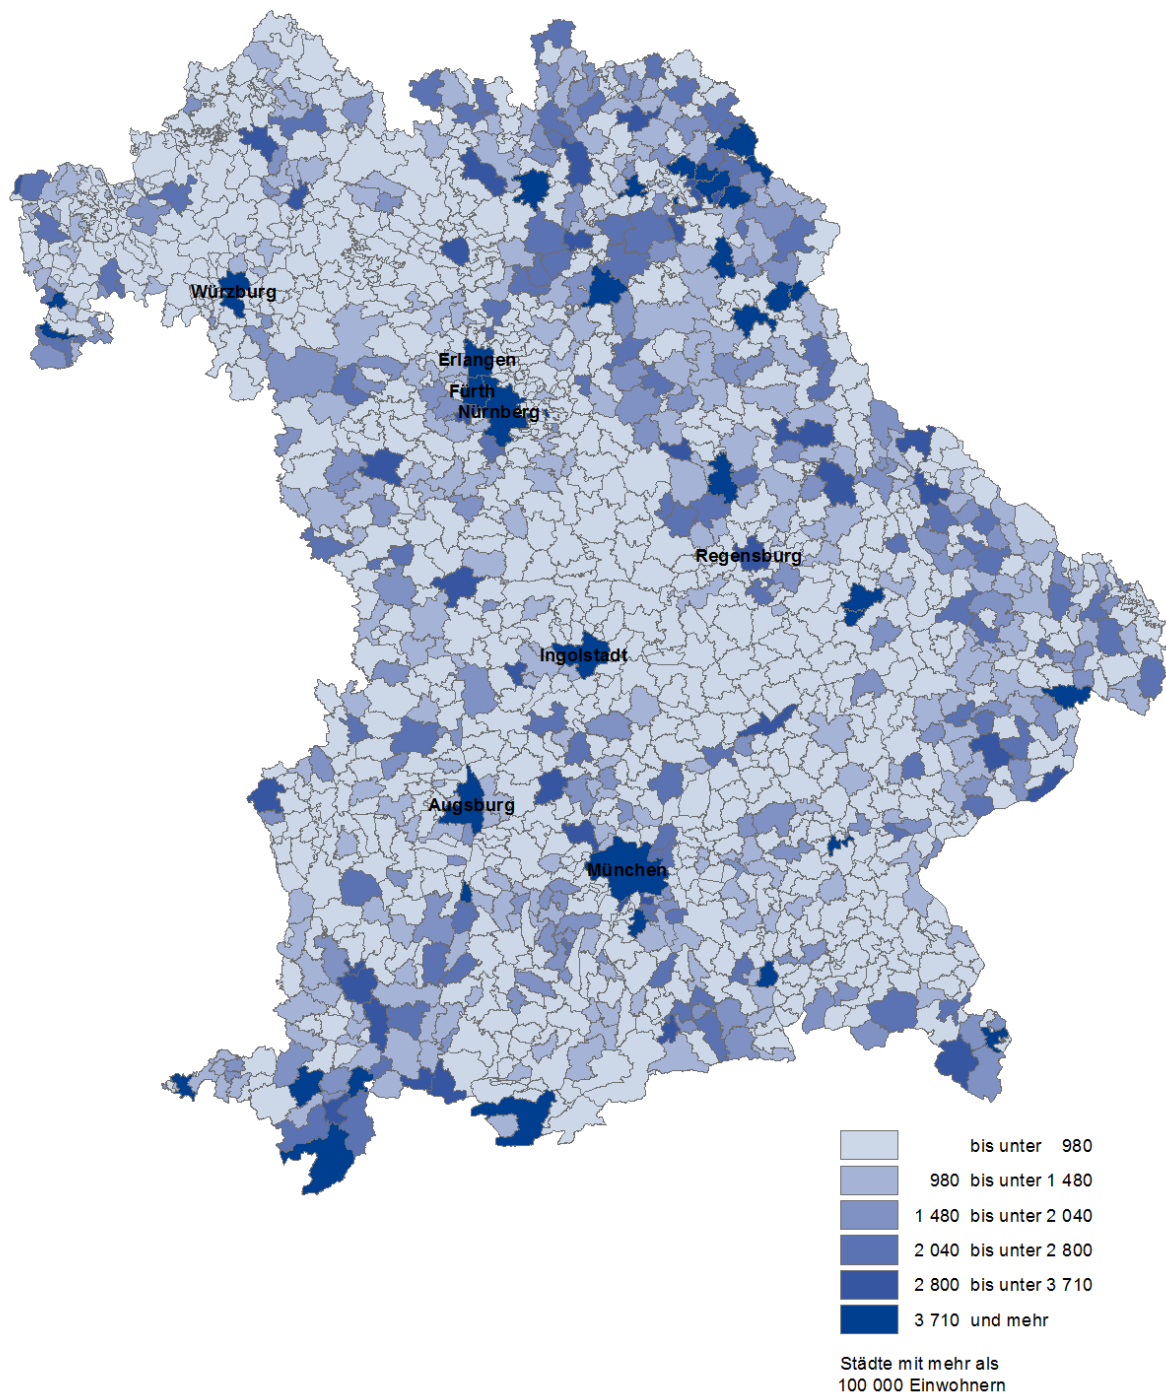 Würzburg
Erlangen
Fürth
Nürnberg
Regensburg
Ingolstadt
Augsburg
München
bis unter 980
980 bis unter 1 480
1 480 bis unter 2 040
2 040 bis unter 2 800
2 800 bis unter 3 710
3 710 und mehr
Städte mit mehr als
100 000 Einwohnern